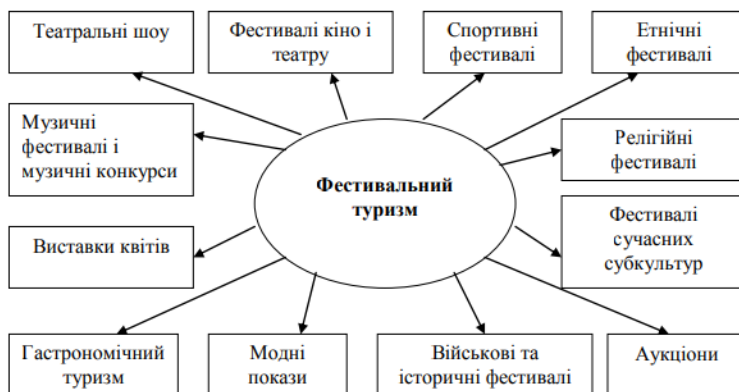 Театральні шоу
Фестивалі кіно і
театру
Спортивні
фестивалі
Етнічні
фестивалі
Музичні
фестивалі і
музичні конкурси
Релігійні
фестивалі
Фестивальний
туризм
Виставки квітів
Фестивалі
сучасних
субкультур
Гастрономічний
туризм
Модні
покази
Військові та
історичні фестивалі
Аукціони